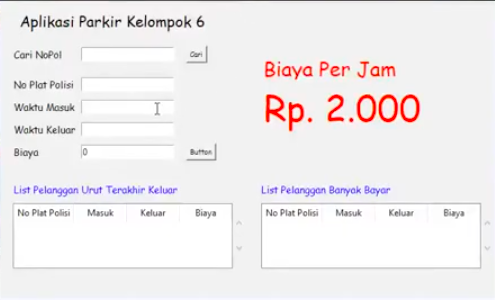 Aplikasi Parkir Kelompok 6
Cari NoPol
Cari
No Plat Polisi
Waktu Masuk
Waktu Keluar
Biaya
0
Button
Biaya Per Jam
Rp. 2.000
List Pelanggan Urut Terakhir Keluar
No Plat Polisi Masuk Keluar Biaya
List Pelanggan Banyak Bayar
No Plat Polisi Masuk Keluar Biaya